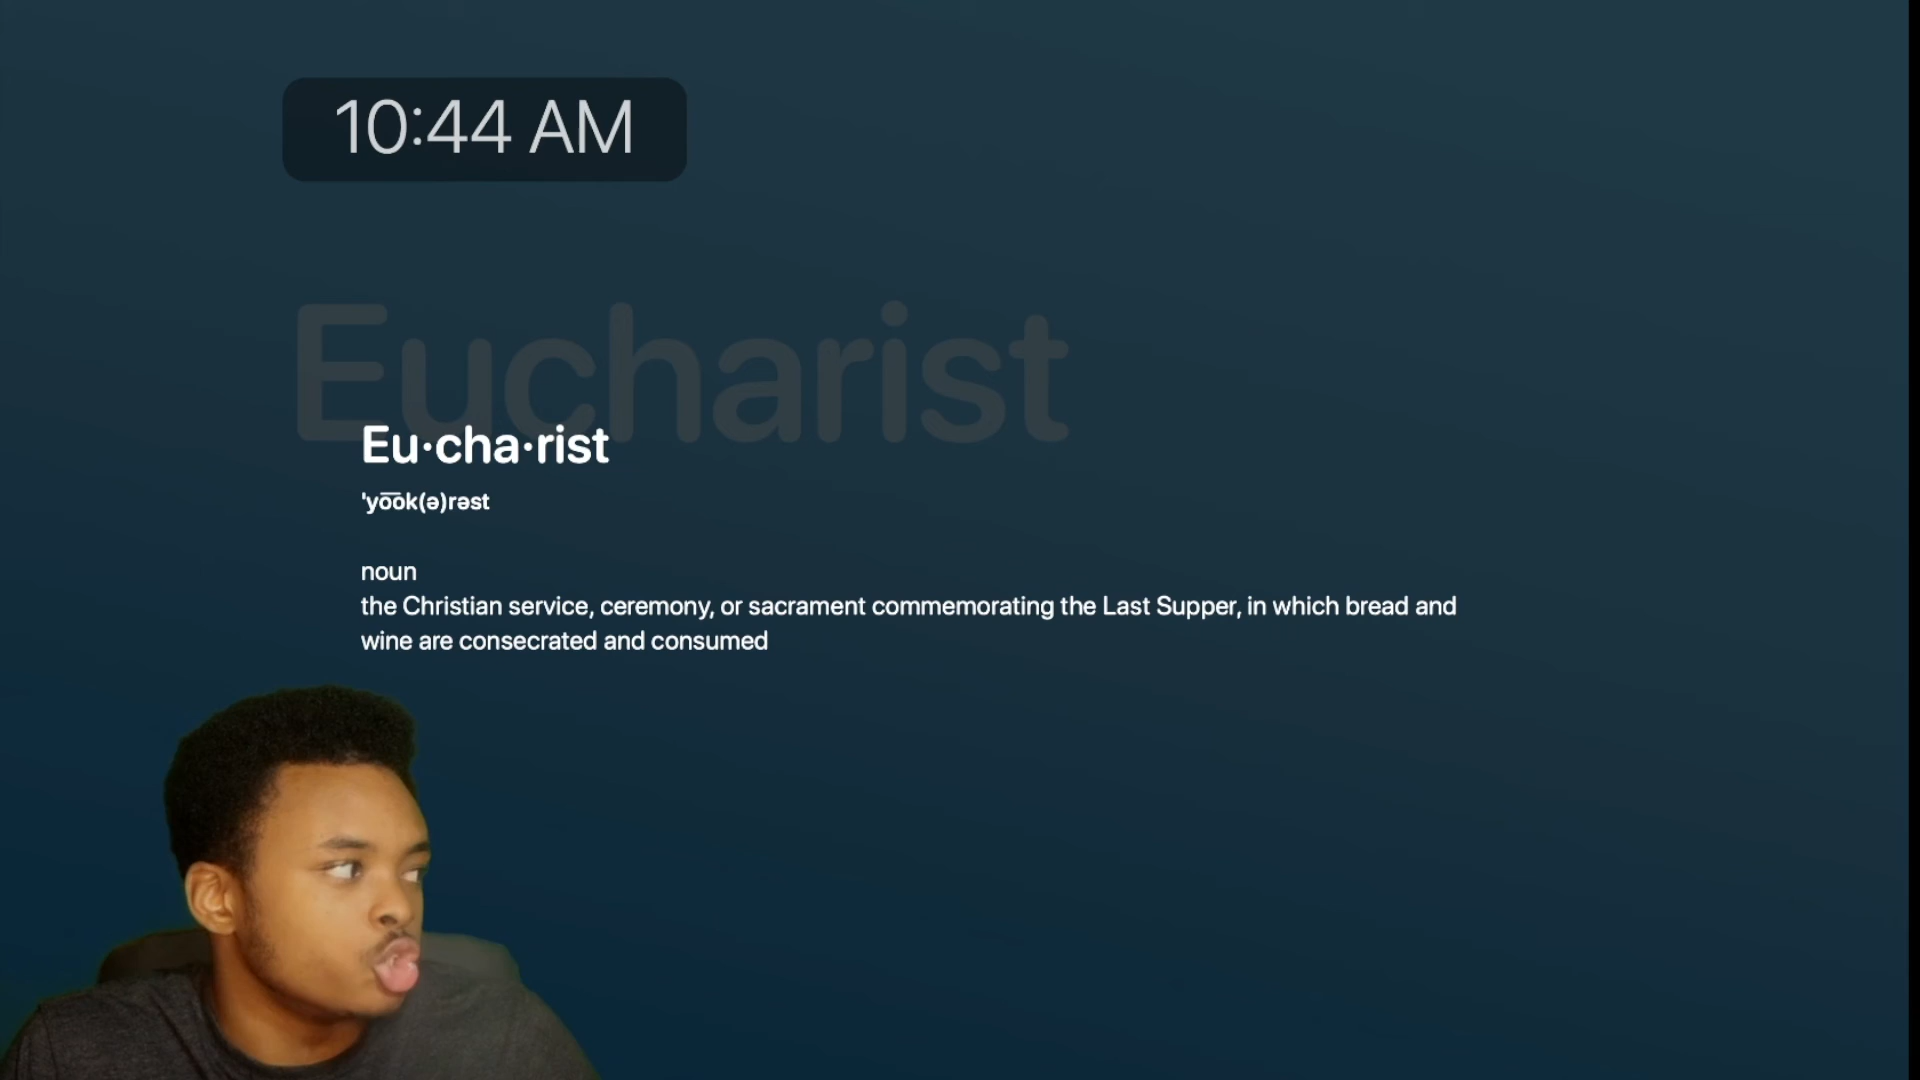 10:44 AM
Eucharist
Eu·cha·rist
'yo͞ok(ə)rəst
noun
the Christian service, ceremony, or sacrament commemorating the Last Supper, in which bread and
wine are consecrated and consumed